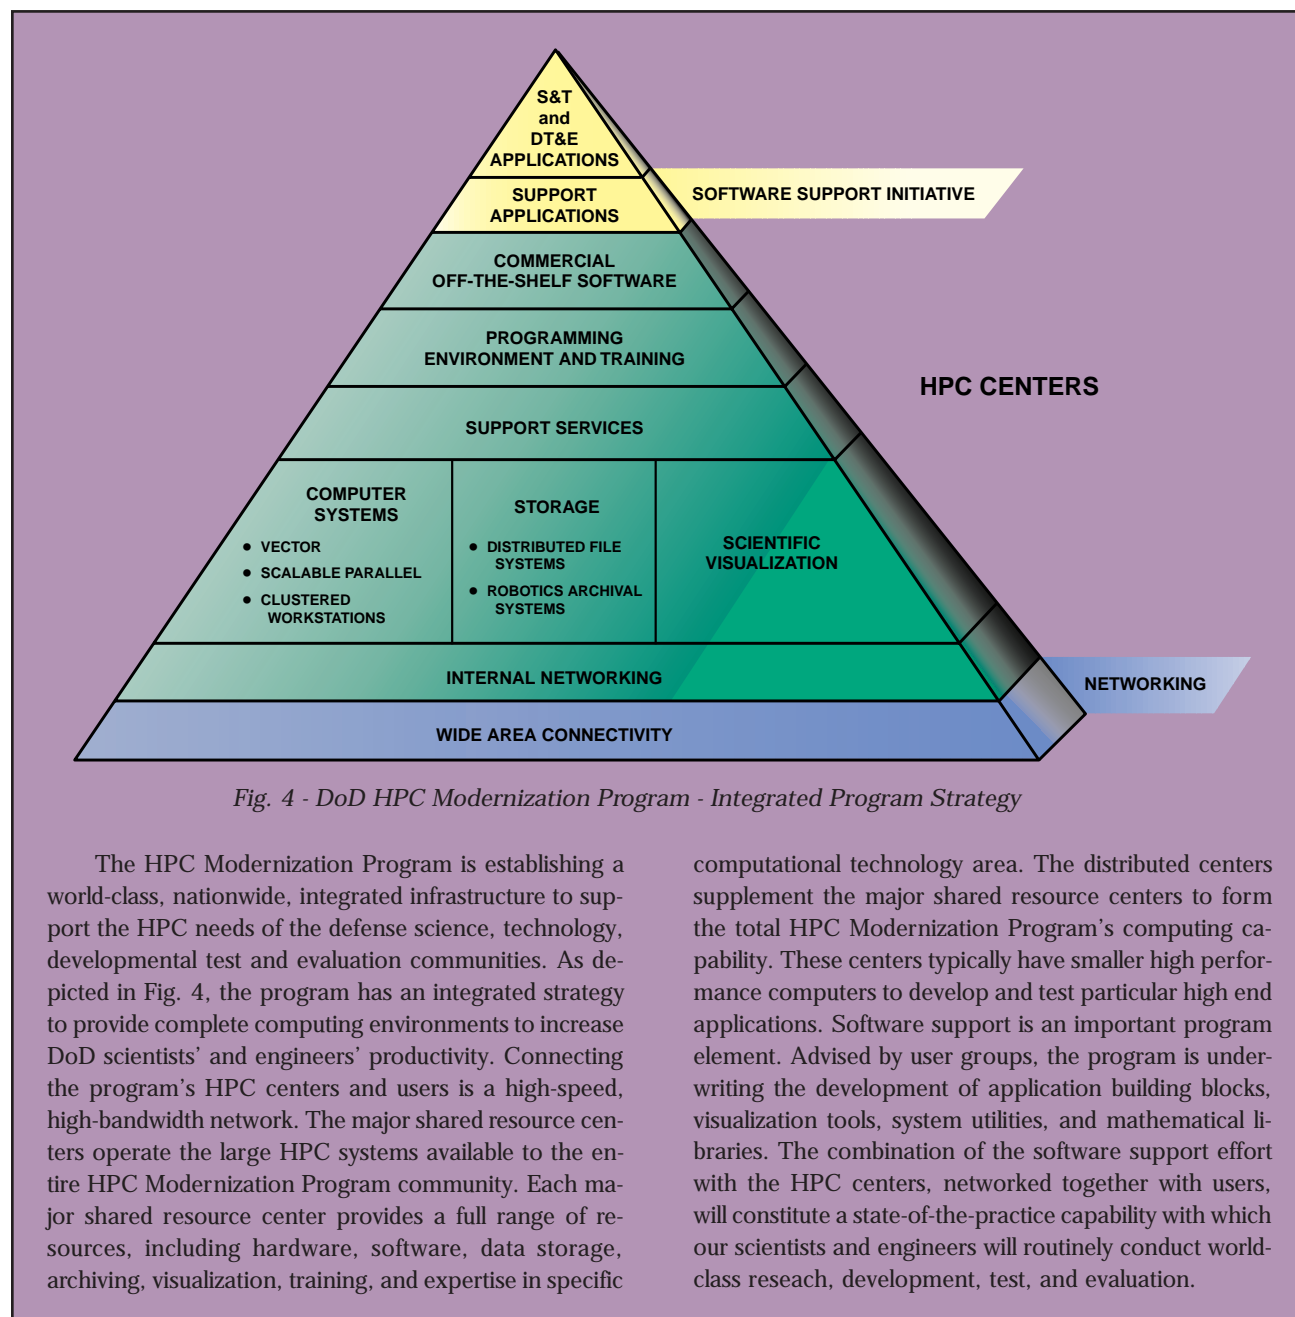 S&T
and
DT&E
APPLICATIONS
SUPPORT
APPLICATIONS
SOFTWARE SUPPORT INITIATIVE
COMMERCIAL
OFF-THE-SHELF SOFTWARE
PROGRAMMING
ENVIRONMENT AND TRAINING
HPC CENTERS
SUPPORT SERVICES
COMPUTER
SYSTEMS
• VECTOR
• SCALABLE PARALLEL
• CLUSTERED
WORKSTATIONS
STORAGE
• DISTRIBUTED FILE
SYSTEMS
• ROBOTICS ARCHIVAL
SYSTEMS
SCIENTIFIC
VISUALIZATION
INTERNAL NETWORKING
NETWORKING
WIDE AREA CONNECTIVITY
Fig. 4 - DoD HPC Modernization Program - Integrated Program Strategy
The HPC Modernization Program is establishing a
world-class, nationwide, integrated infrastructure to sup-
port the HPC needs of the defense science, technology,
developmental test and evaluation communities. As de-
picted in Fig. 4, the program has an integrated strategy
to provide complete computing environments to increase
DoD scientists' and engineers' productivity. Connecting
the program's HPC centers and users is a high-speed,
high-bandwidth network. The major shared resource cen-
ters operate the large HPC systems available to the en-
tire HPC Modernization Program community. Each ma-
jor shared resource center provides a full range of re-
sources, including hardware, software, data storage,
archiving, visualization, training, and expertise in specific
computational technology area. The distributed centers
supplement the major shared resource centers to form
the total HPC Modernization Program's computing ca-
pability. These centers typically have smaller high perfor-
mance computers to develop and test particular high end
applications. Software support is an important program
element. Advised by user groups, the program is under-
writing the development of application building blocks,
visualization tools, system utilities, and mathematical li-
braries. The combination of the software support effort
with the HPC centers, networked together with users,
will constitute a state-of-the-practice capability with which
our scientists and engineers will routinely conduct world-
class reseach, development, test, and evaluation.